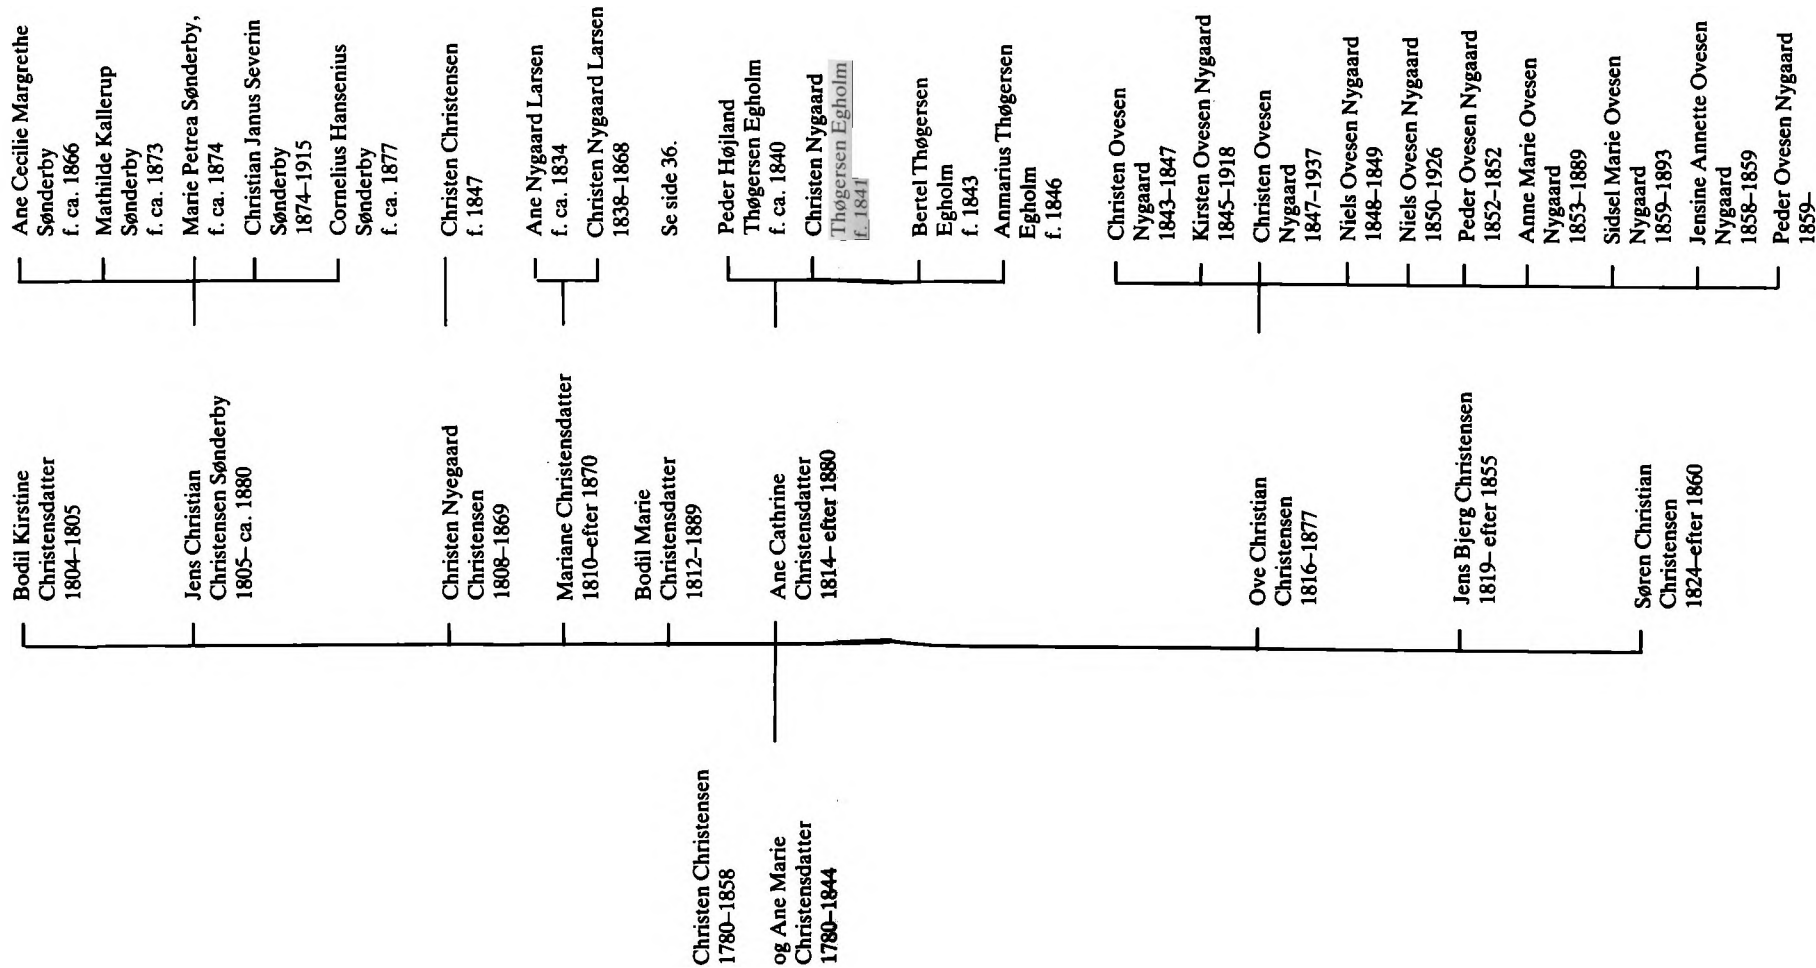 Christen Christensen
1780–1858
og Ane Marie
Christensdatter
1780–1844
Bodil Kirstine
Christensdatter
1804–1805
Jens Christian
Christensen Sønderby
1805– ca. 1880
Christen Nyegaard
Christensen
1808–1869
Mariane Christensdatter
1810–efter 1870
Bodil Marie
Christensdatter
1812–1889
Ane Cathrine
Christensdatter
1814– efter 1880
Ove Christian
Christensen
1816–1877
Jens Bjerg Christensen
1819– efter 1855
Søren Christian
Christensen
1824–efter 1860
Ane Cecilie Margrethe
Sønderby
f. ca. 1866
Mathilde Kallerup
Sønderby
f. ca. 1873
Marie Petrea Sønderby,
f. ca. 1874
Christian Janus Severin
Sønderby
1874–1915
Cornelius Hansenius
Sønderby
f. ca. 1877
Christen Christensen
f. 1847
Ane Nygaard Larsen
f. ca. 1834
Christen Nygaard Larsen
1838–1868
Se side 36.
Peder Højland
Thøgersen Egholm
f. ca. 1840
Christen Nygaard
Thøgersen Egholm
f. 1841
Bertel Thøgersen
Egholm
f. 1843
Anmarius Thøgersen
Egholm
f. 1846
Christen Ovesen
Nygaard
1843–1847
Kirsten Ovesen Nygaard
1845–1918
Christen Ovesen
Nygaard
1847–1937
Niels Ovesen Nygaard
1848–1849
Niels Ovesen Nygaard
1850–1926
Peder Ovesen Nygaard
1852–1852
Anne Marie Ovesen
Nygaard
1853–1889
Sidsel Marie Ovesen
Nygaard
1859–1893
Jensine Annette Ovesen
Nygaard
1858–1859
Peder Ovesen Nygaard
1859–